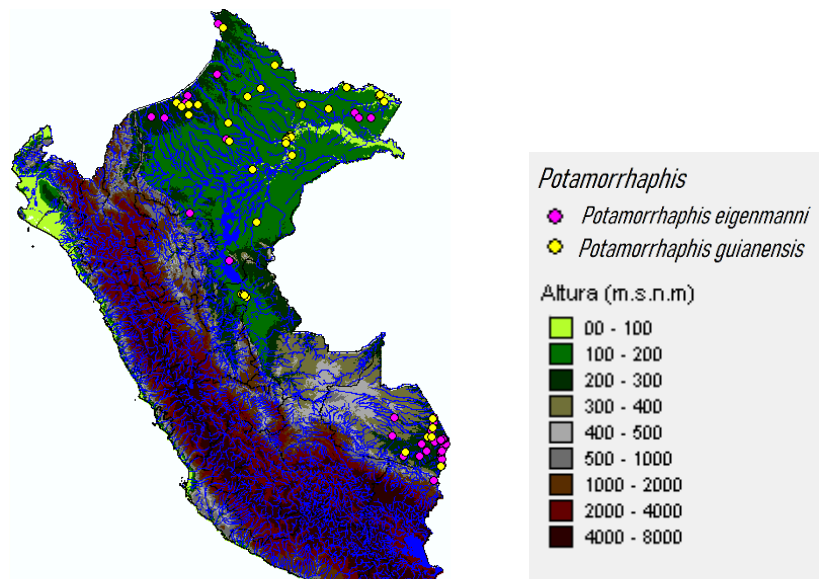 Potamorrhaphis
Potamorrhaphis eigenmanni
Potamorrhaphis guianensis
Altura (m.s.n.m)
00 - 100
100 - 200
200 - 300
300 - 400
400 - 500
500 - 1000
1000 - 2000
2000 - 4000
4000 - 8000